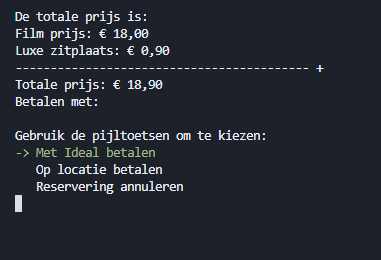 De totale prijs is:
Film prijs: € 18,00
Luxe zitplaats: € 0,90
------------------------------------------ +
Totale prijs: € 18,90
Betalen met:
Gebruik de pijltoetsen om te kiezen:
-> Met Ideal betalen
Op locatie betalen
Reservering annuleren